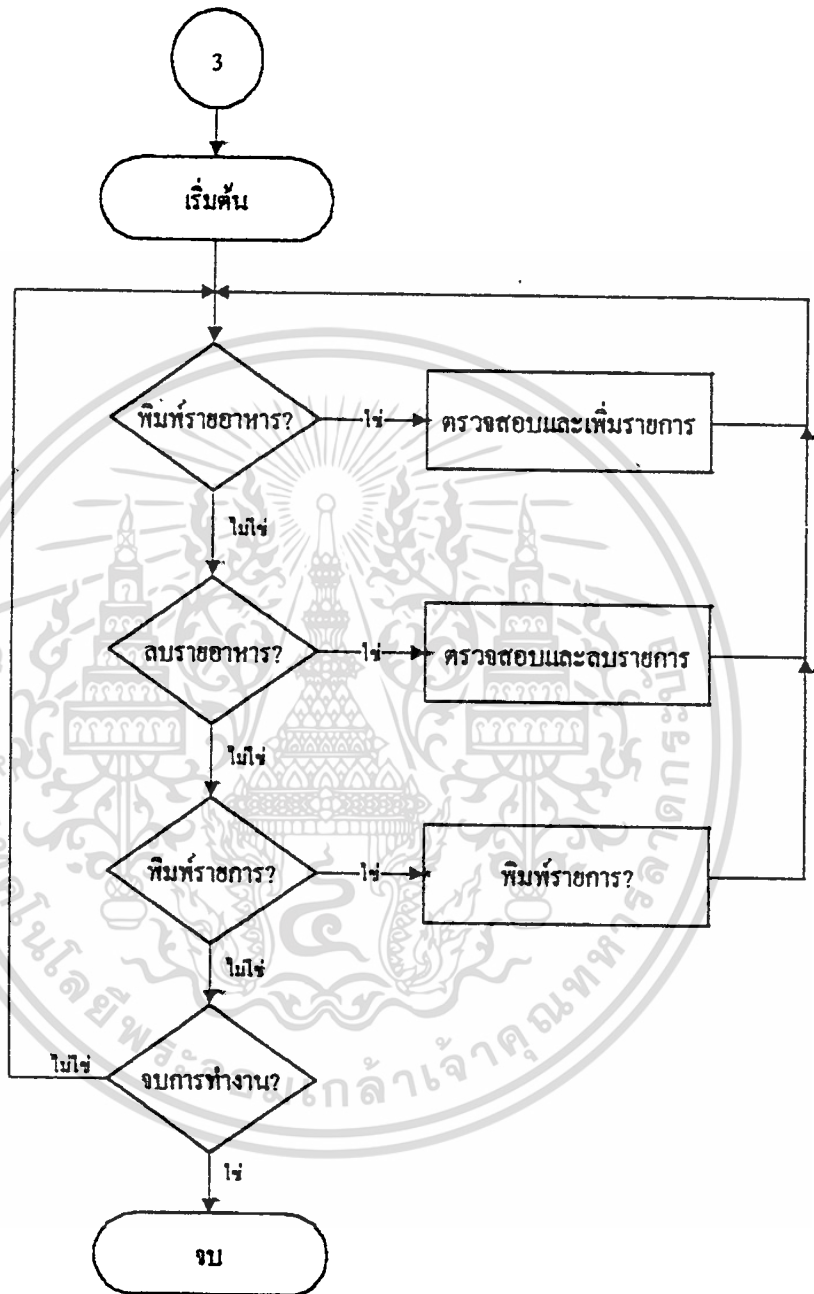 3
เริ่มต้น
พิมพ์รายอาหาร?
ใช่
ตรวจสอบและเพิ่มรายการ
ไม่ใช่
ลบรายอาหาร?
ใช่
ตรวจสอบและลบรายการ
ไม่ใช่
พิมพ์รายการ?
ใช่
พิมพ์รายการ?
ไม่ใช่
จบการทำงาน?
ไม่ใช่
ใช่
จบ